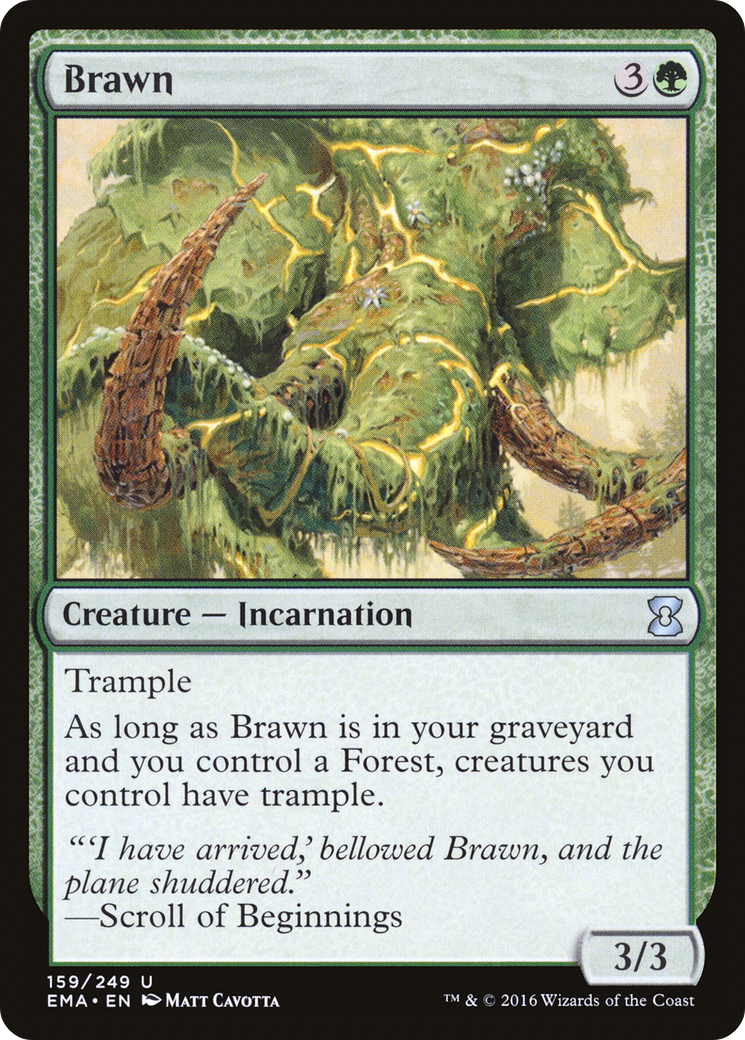 Brawn 3
Creature — Incarnation
Trample
As long as Brawn is in your graveyard
and you control a Forest, creatures you
control have trample.
“‘I have arrived,’ bellowed Brawn, and the
plane shuddered.”
—Scroll of Beginnings
3/3
159/249 U
EMA • EN Matt Cavotta ™ & © 2016 Wizards of the Coast